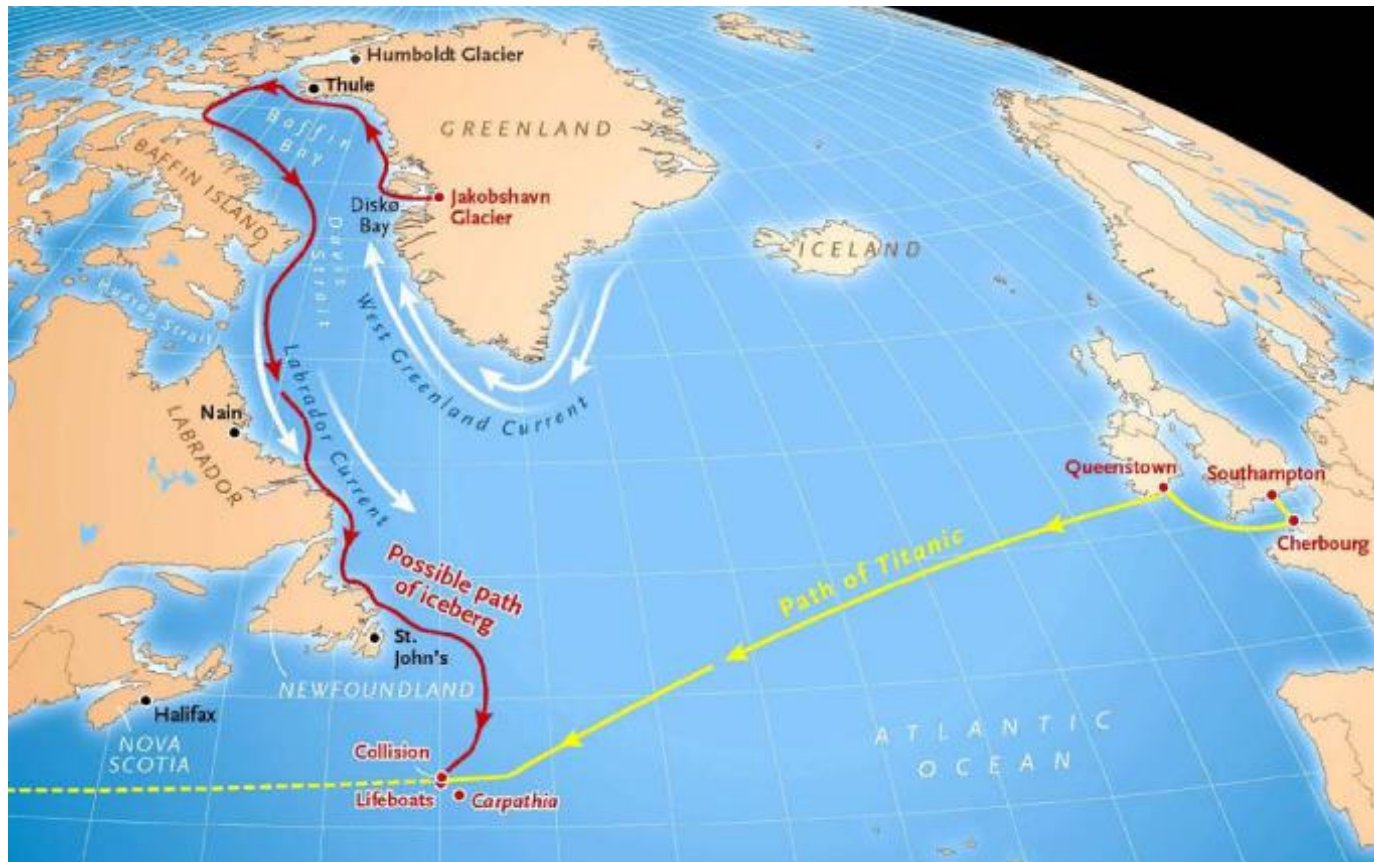 Humboldt Glacier
Thule
Baffin
Bay
GREENLAND
BAFFIN ISLAND
Jakobshavn
Glacier
Diskø
Bay
Davis
Strait
ICELAND
Hudson Strait
West Greenland Current
Labrador Current
Nain
LABRADOR
Queenstown
Southampton
Cherbourg
Path of Titanic
Possible path
of iceberg
St.
John's
NEWFOUNDLAND
Halifax
NOVA
SCOTIA
ATLANTIC
OCEAN
Collision
Lifeboats
Carpathia